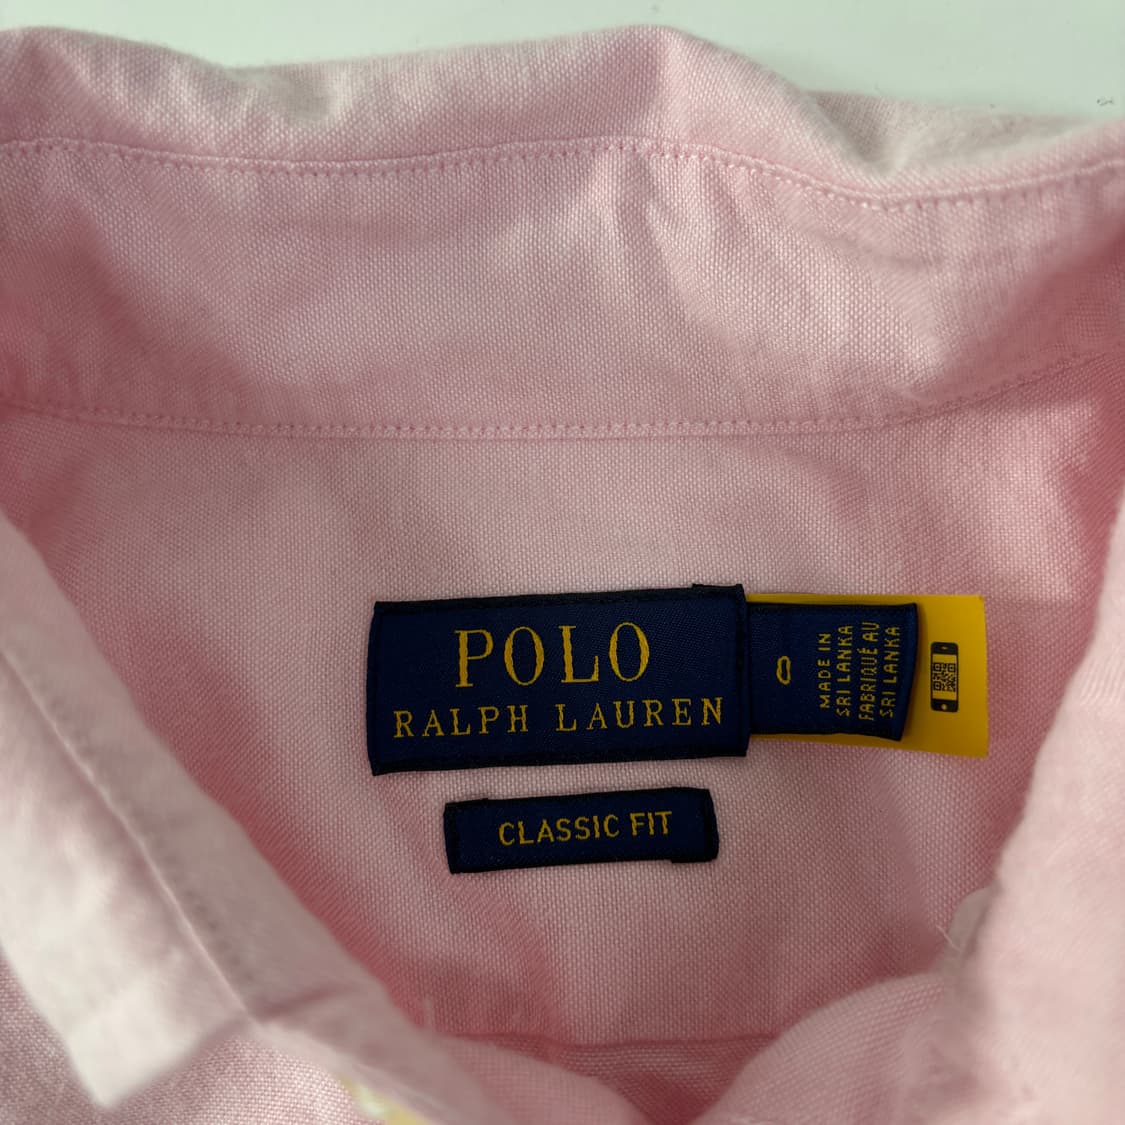 POLO
RALPH LAUREN
0
MADE IN
SRI LANKA
FABRIQUÉ AU
SRI LANKA
CLASSIC FIT